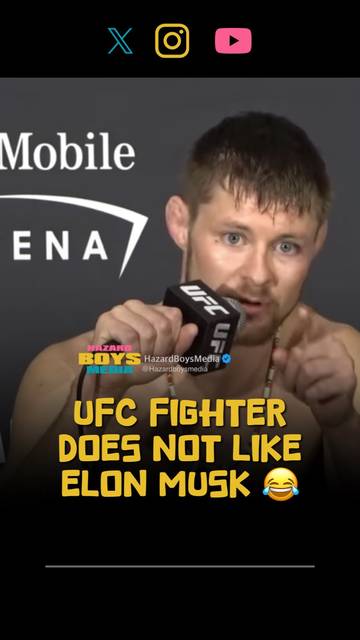 Mobile
ENA
UFC
UFC
HAZARD
BOYS
MEDIA
HazardBoysMedia
@Hazardboysmedia
UFC FIGHTER
DOES NOT LIKE
ELON MUSK 😂